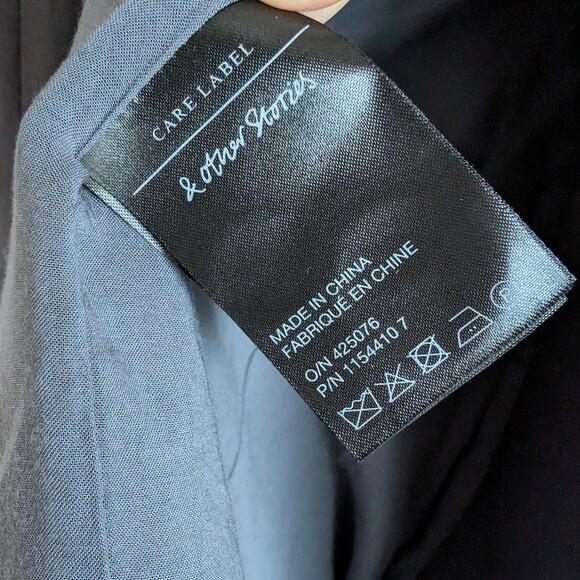 CARE LABEL
& other Stories
MADE IN CHINA
FABRIQUÉ EN CHINE
O/N 425076
P/N 1154410 7